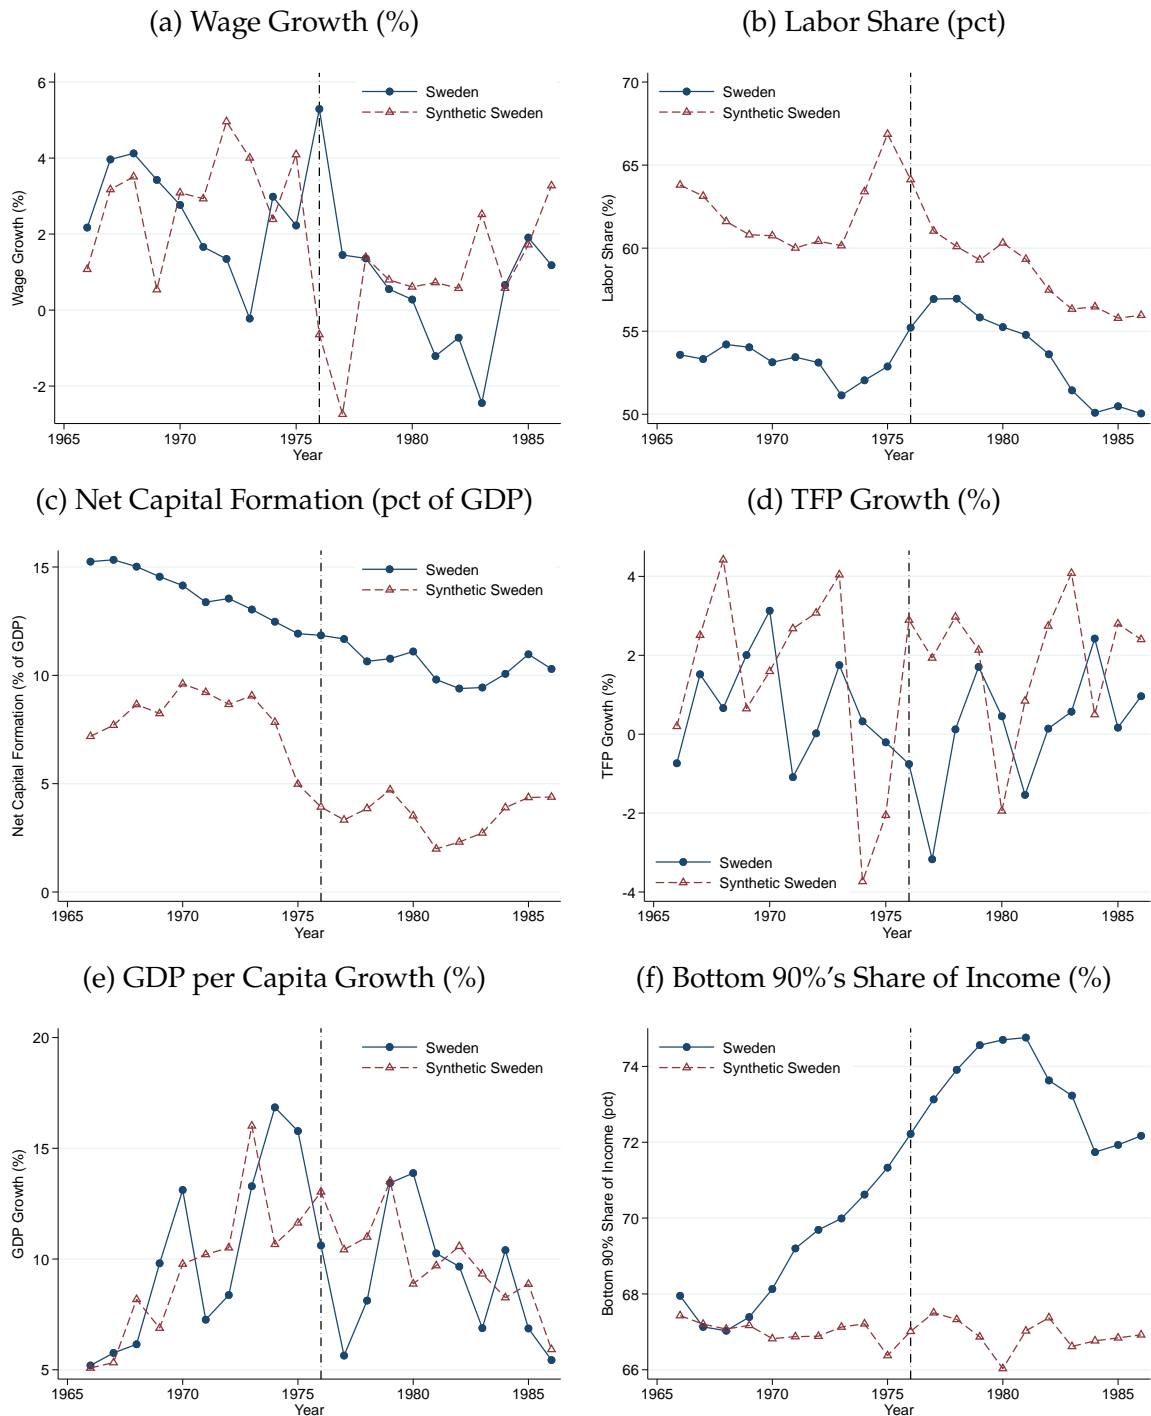 (a) Wage Growth (%)
6
4
2
0
-2
Wage Growth (%)
1965 1970 1975 1980 1985
Year
Sweden
Synthetic Sweden
(b) Labor Share (pct)
70
65
60
55
50
Labor Share (%)
1965 1970 1975 1980 1985
Year
Sweden
Synthetic Sweden
(c) Net Capital Formation (pct of GDP)
15
10
5
0
Net Capital Formation (% of GDP)
1965 1970 1975 1980 1985
Year
Sweden
Synthetic Sweden
(d) TFP Growth (%)
4
2
0
-2
-4
TFP Growth (%)
1965 1970 1975 1980 1985
Year
Sweden
Synthetic Sweden
(e) GDP per Capita Growth (%)
20
15
10
5
GDP Growth (%)
1965 1970 1975 1980 1985
Year
Sweden
Synthetic Sweden
(f) Bottom 90%'s Share of Income (%)
74
72
70
68
66
Bottom 90% Share of Income (pct)
1965 1970 1975 1980 1985
Year
Sweden
Synthetic Sweden